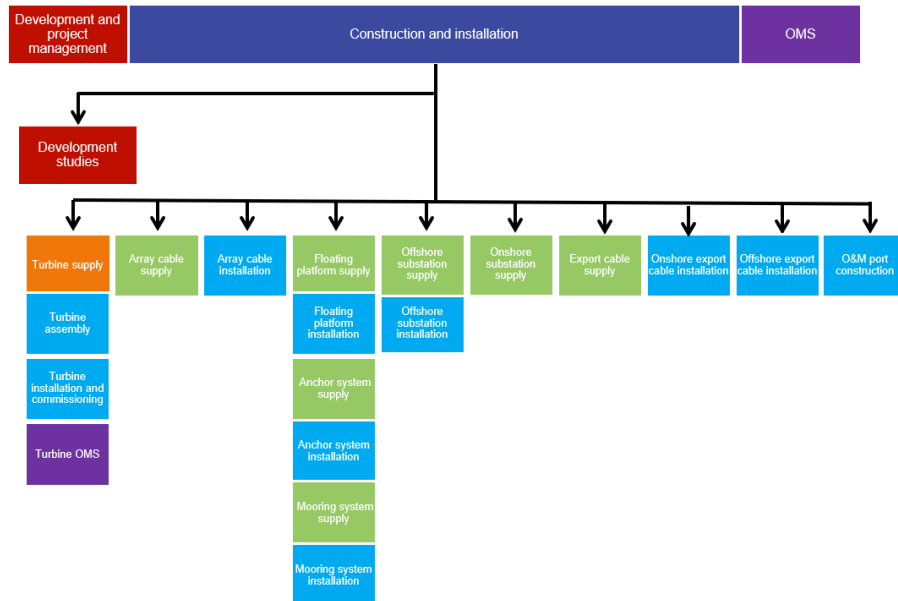 Development and
project
management
Construction and installation
OMS
Development
studies
Turbine supply
Array cable
supply
Array cable
installation
Floating
platform supply
Offshore
substation
supply
Onshore
substation
supply
Export cable
supply
Onshore export
cable installation
Offshore export
cable installation
O&M port
construction
Turbine
assembly
Floating
platform
installation
Offshore
substation
installation
Turbine
installation and
commissioning
Anchor system
supply
Turbine OMS
Anchor system
installation
Mooring system
supply
Mooring system
installation